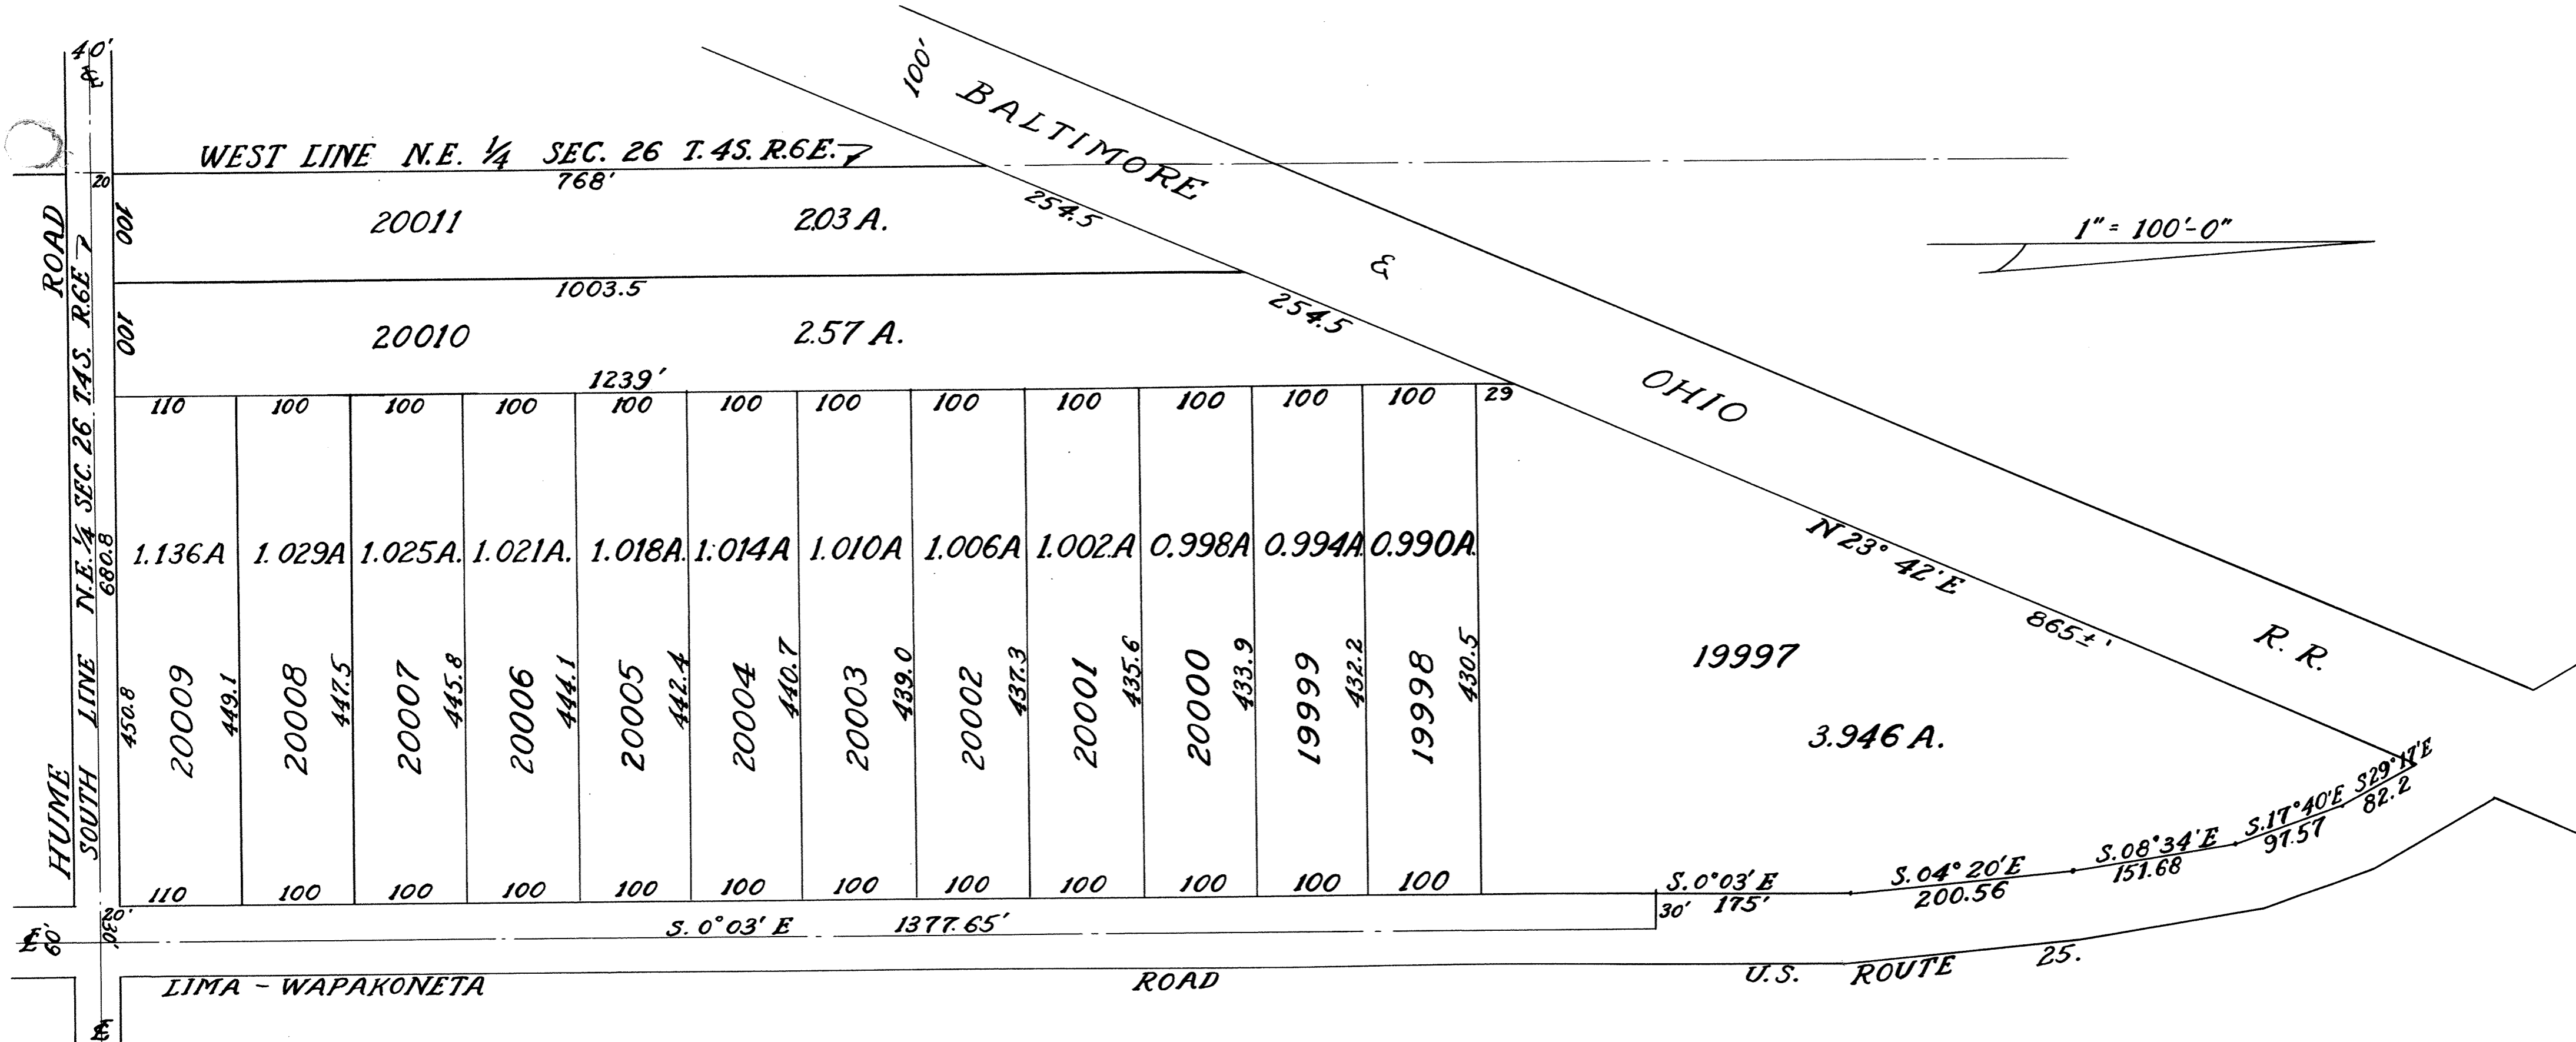 40'
℄
100'
BALTIMORE & OHIO R. R.
WEST LINE N.E. 1/4 SEC. 26 T. 4S. R.6E.
768'
20
ROAD
100
20011
2.03 A.
254.5
1" = 100'-0"
1003.5
100
20010
2.57 A.
254.5
1239'
110 100 100 100 100 100 100 100 100 100 100 100 29
SOUTH LINE N.E. 1/4 SEC. 26 T.4S. R.6E
680.8
1.136A 1.029A 1.025A. 1.021A. 1.018A. 1.014A 1.010A 1.006A 1.002A 0.998A 0.994A 0.990A
N 23° 42' E 865±'
450.8
20009 449.1
20008 447.5
20007 445.8
20006 444.1
20005 442.4
20004 440.7
20003 439.0
20002 437.3
20001 435.6
20000 433.9
19999 432.2
19998 430.5
19997
3.946 A.
HUME
S29°17'E
82.2
S.17°40'E
97.57
S.08°34'E
151.68
S. 04° 20'E
200.56
S. 0°03' E
30' 175'
110 100 100 100 100 100 100 100 100 100 100 100
20'
30'
℄ 60'
S. 0° 03' E 1377.65'
LIMA - WAPAKONETA ROAD U.S. ROUTE 25.
℄